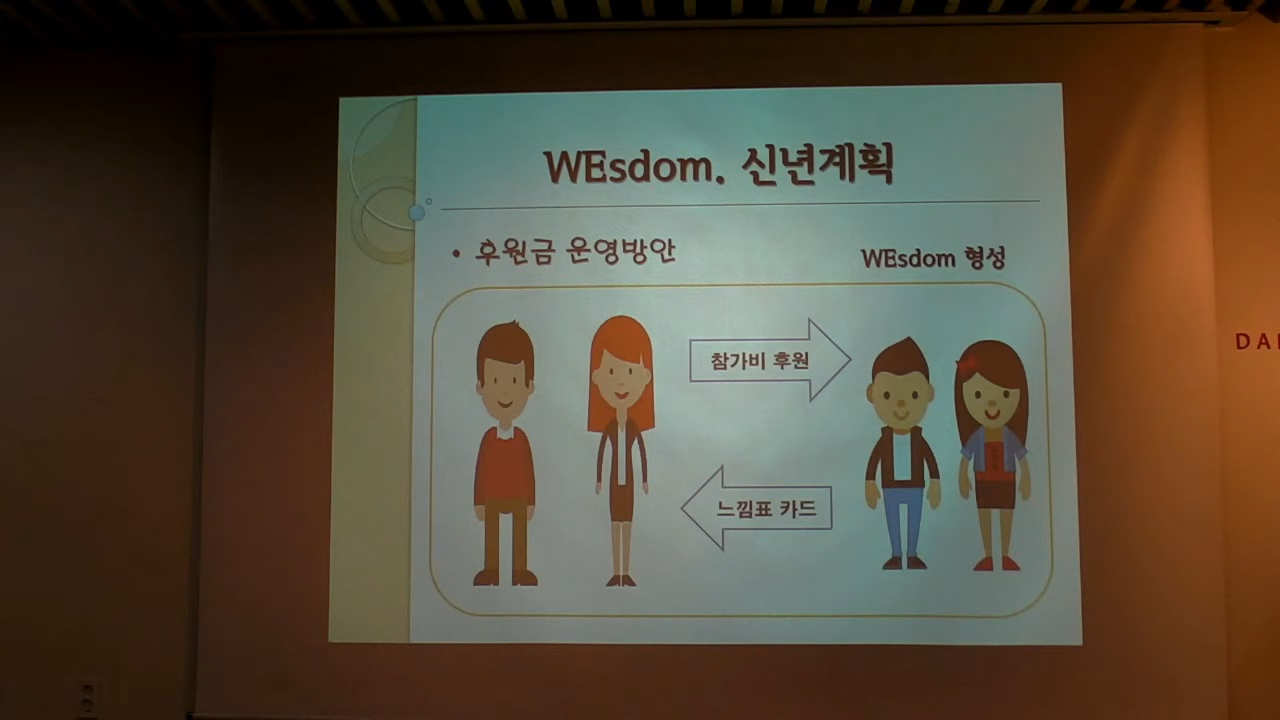 WEsdom. 신년계획
• 후원금 운영방안
WEsdom 형성
참가비 후원
느낌표 카드